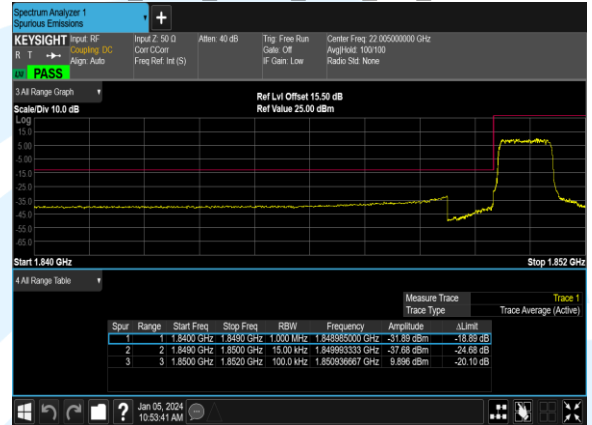 Spectrum Analyzer 1
Spurious Emissions
+
KEYSIGHT Input: RF Input Z: 50 Ω Atten: 40 dB Trig: Free Run Center Freq: 22.005000000 GHz
R T Coupling: DC Corr CCorr Gate: Off Avg|Hold: 100/100
Align: Auto Freq Ref: Int (S) IF Gain: Low Radio Std: None
PASS
3 All Range Graph
Ref Lvl Offset 15.50 dB
Scale/Div 10.0 dB Ref Value 25.00 dBm
Log
15.0
5.00
-5.00
-15.0
-25.0
-35.0
-45.0
-55.0
-65.0
Start 1.840 GHz Stop 1.852 GHz
4 All Range Table
Measure Trace Trace 1
Trace Type Trace Average (Active)
Spur Range Start Freq Stop Freq RBW Frequency Amplitude ΔLimit
1 1 1.8400 GHz 1.8490 GHz 1.000 MHz 1.848985000 GHz -31.89 dBm -18.89 dB
2 2 1.8490 GHz 1.8500 GHz 15.00 kHz 1.849993333 GHz -37.68 dBm -24.68 dB
3 3 1.8500 GHz 1.8520 GHz 100.0 kHz 1.850936667 GHz 9.896 dBm -20.10 dB
? Jan 05, 2024
10:53:41 AM